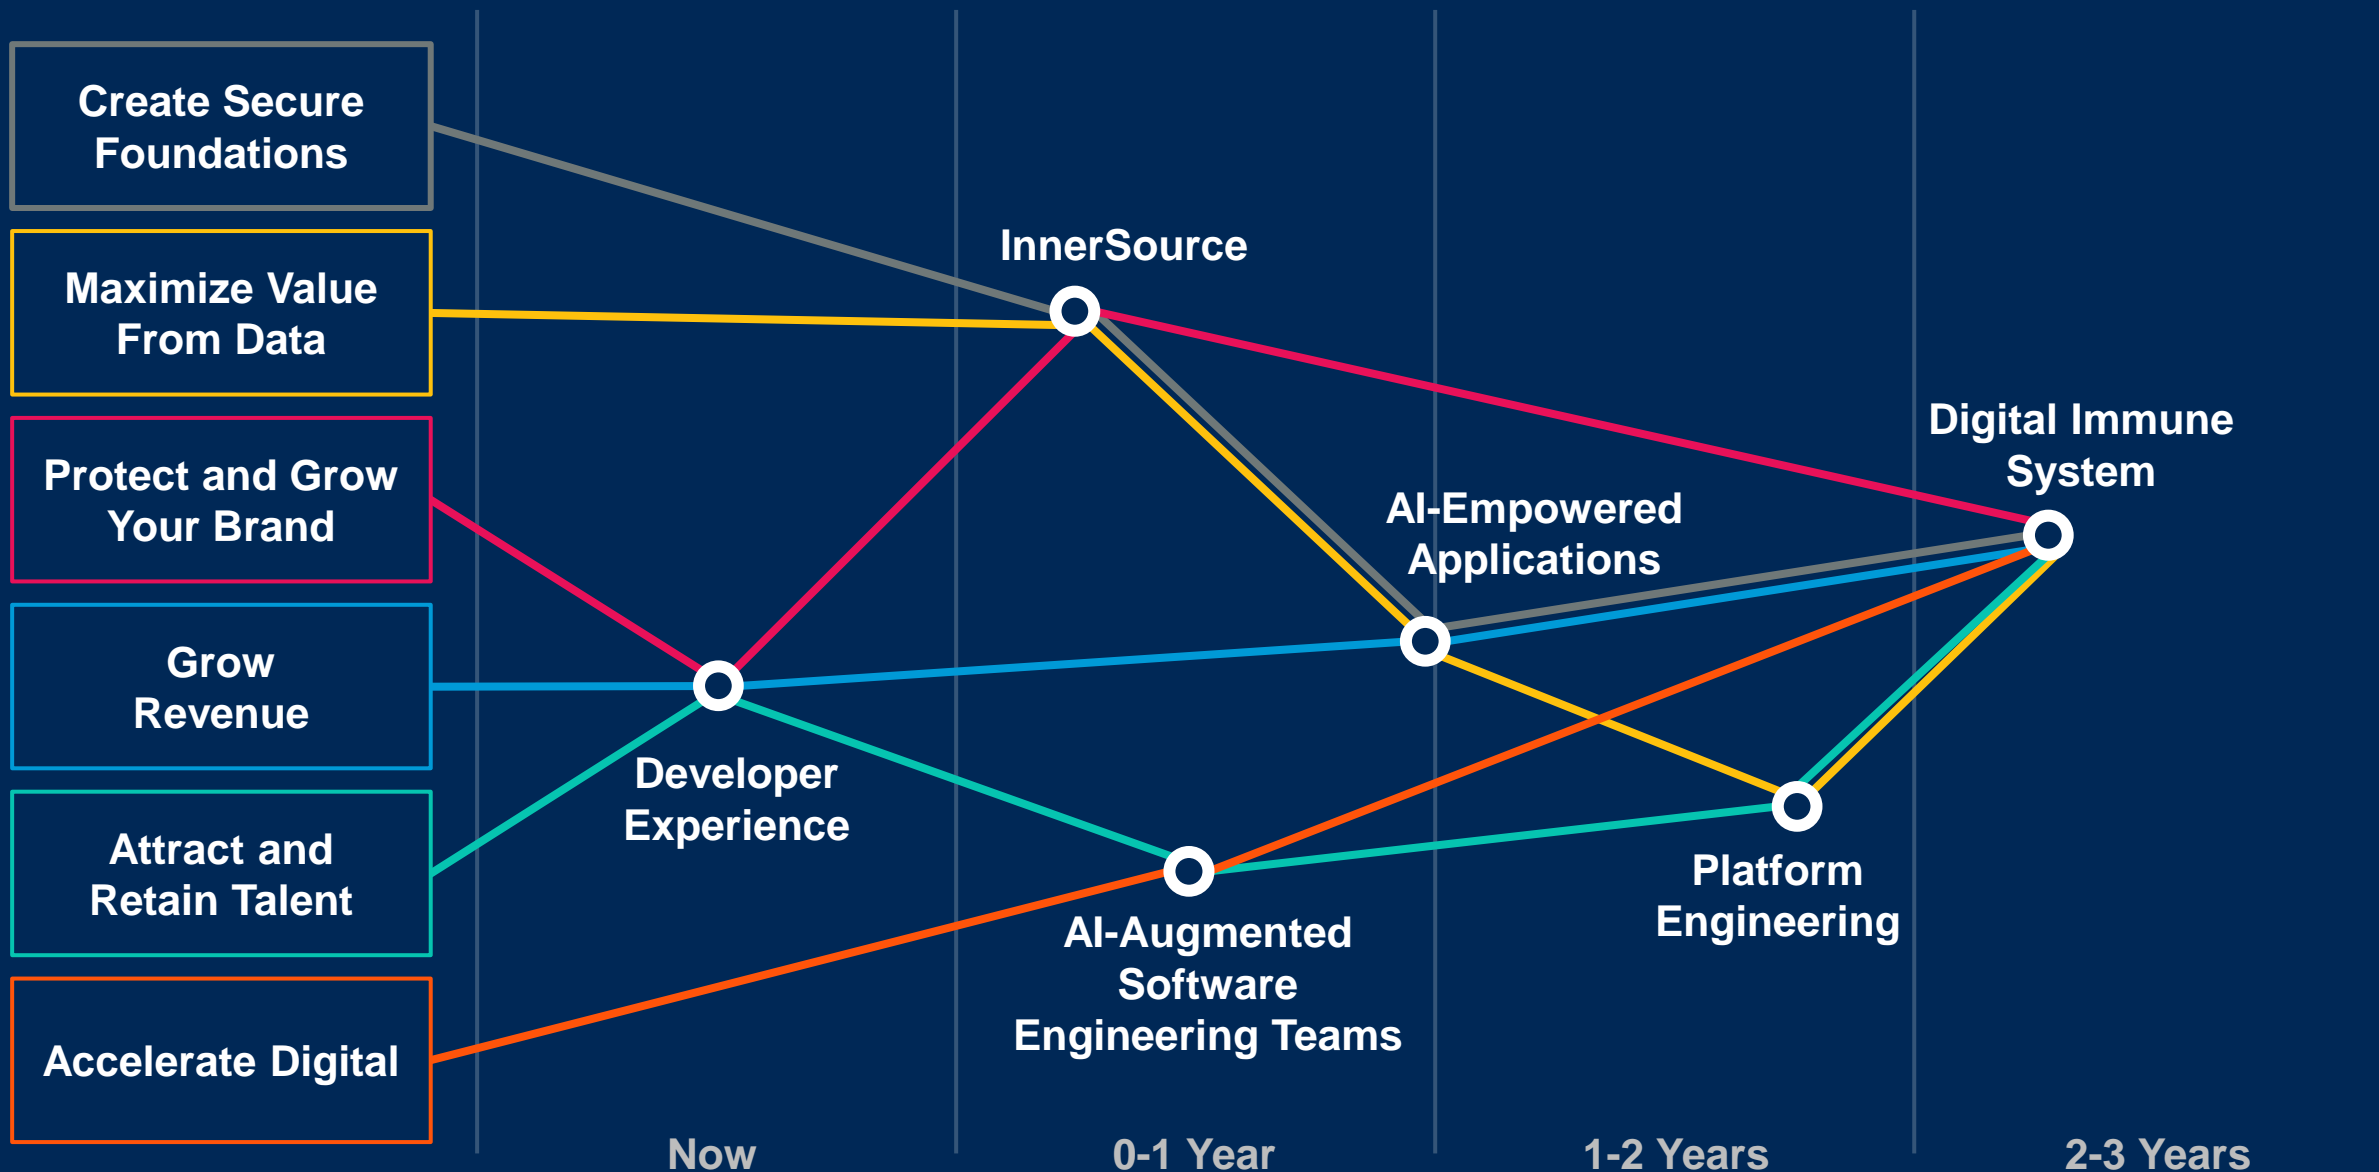 Create Secure
Foundations
Maximize Value
From Data
Protect and Grow
Your Brand
Grow
Revenue
Attract and
Retain Talent
Accelerate Digital
InnerSource
Digital Immune
System
AI-Empowered
Applications
Developer
Experience
Platform
Engineering
AI-Augmented
Software
Engineering Teams
Now
0-1 Year
1-2 Years
2-3 Years